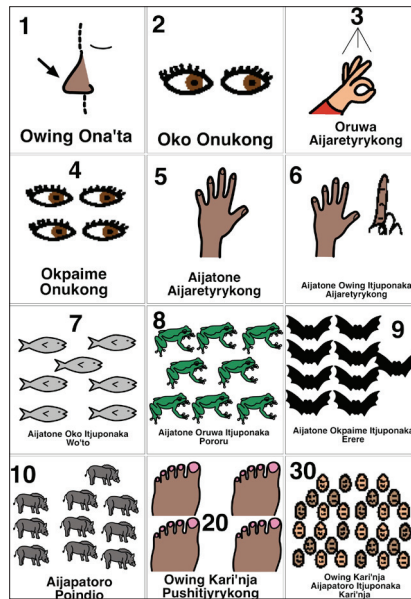 1
Owing Ona'ta
2
Oko Onukong
3
Oruwa
Aijaretyrykong
4
Okpaime
Onukong
5
Aijatone
Aijaretyrykong
6
Aijatone Owing Itjuponaka
Aijaretyrykong
7
Aijatone Oko Itjuponaka
Wo'to
8
Aijatone Oruwa Itjuponaka
Pororu
9
Aijatone Okpaime Itjuponaka
Erere
10
Aijapatoro
Poindjo
20
Owing Kari'nja
Pushitjyrykong
30
Owing Kari'nja
Aijapatoro Itjuponaka
Kari'nja